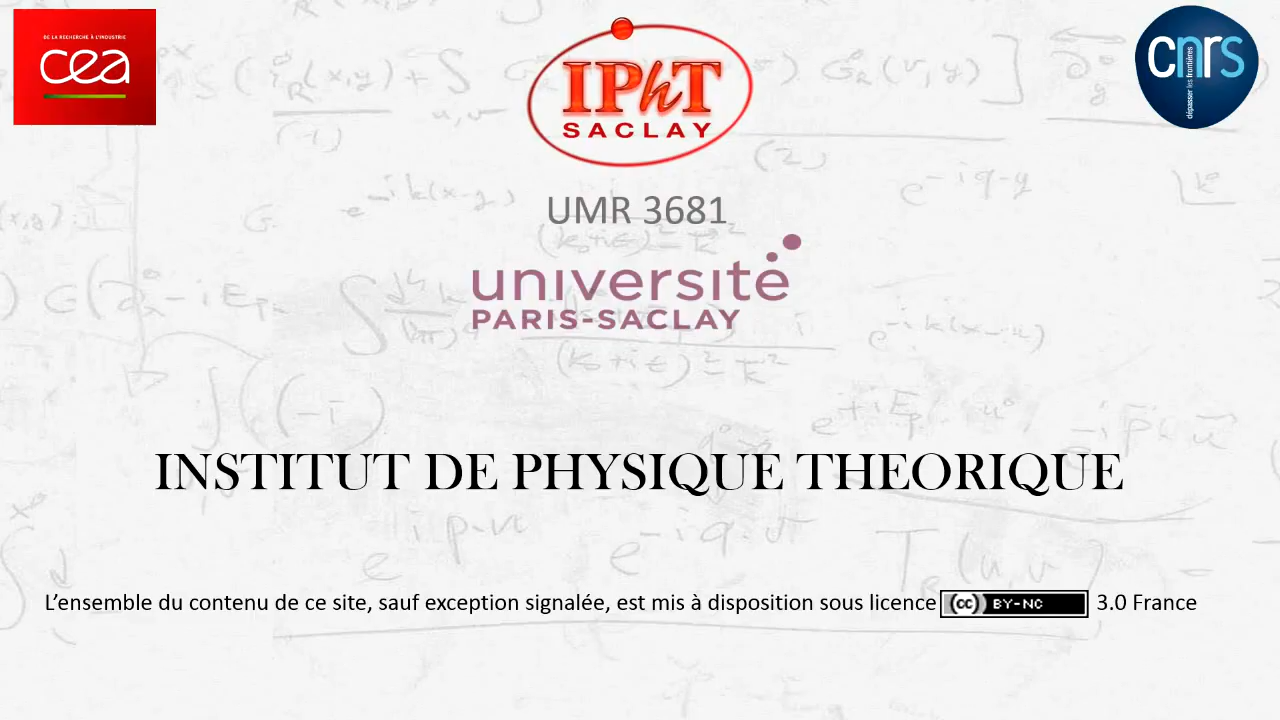 DE LA RECHERCHE À L'INDUSTRIE
cea
IPhT
SACLAY
cnrs
dépasser les frontières
UMR 3681
université
PARIS-SACLAY
INSTITUT DE PHYSIQUE THEORIQUE
L'ensemble du contenu de ce site, sauf exception signalée, est mis à disposition sous licence (cc) BY-NC 3.0 France